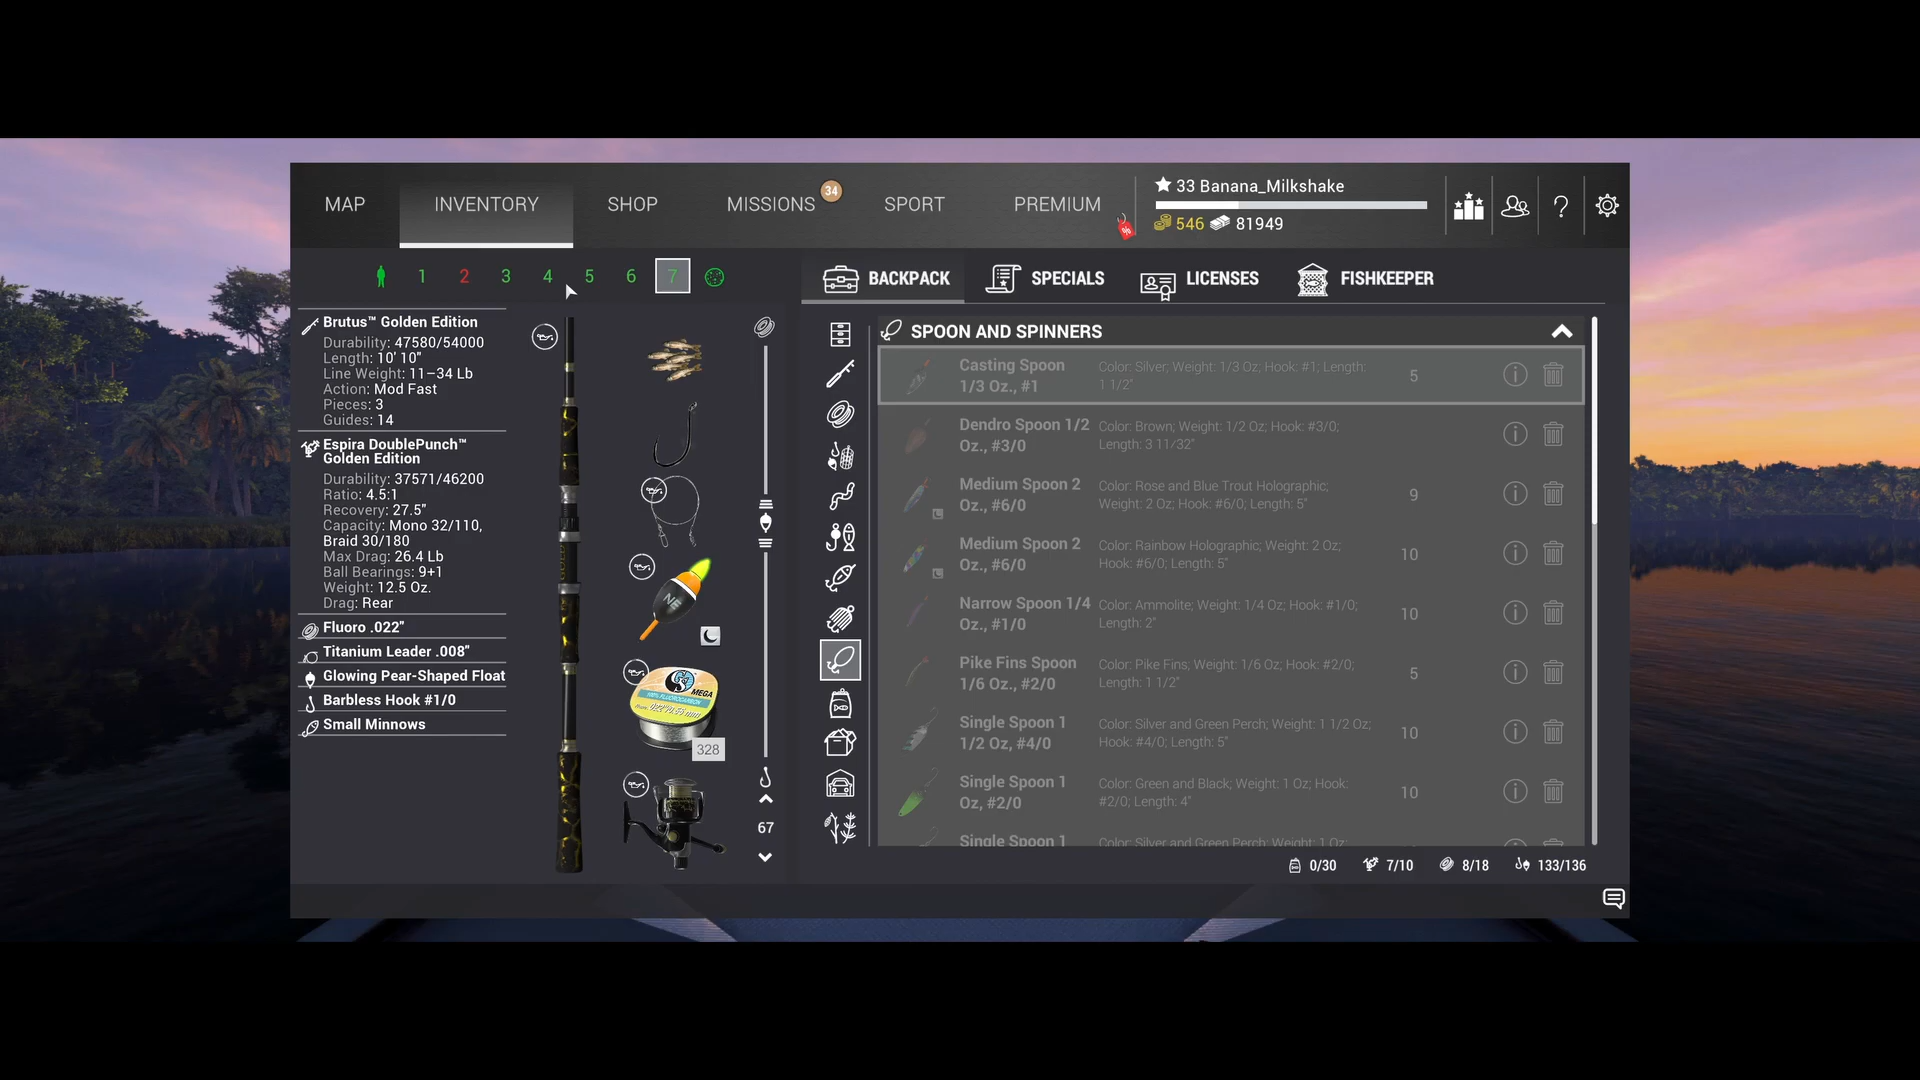 MAP
INVENTORY
SHOP
MISSIONS
34
SPORT
PREMIUM
%
33 Banana_Milkshake
546 81949
?
1 2 3 4 5 6 7
BACKPACK
SPECIALS
LICENSES
FISHKEEPER
Brutus™ Golden Edition
Durability: 47580/54000
Length: 10' 10"
Line Weight: 11–34 Lb
Action: Mod Fast
Pieces: 3
Guides: 14
Espira DoublePunch™
Golden Edition
Durability: 37571/46200
Ratio: 4.5:1
Recovery: 27.5"
Capacity: Mono 32/110,
Braid 30/180
Max Drag: 26.4 Lb
Ball Bearings: 9+1
Weight: 12.5 Oz.
Drag: Rear
Fluoro .022"
Titanium Leader .008"
Glowing Pear-Shaped Float
Barbless Hook #1/0
Small Minnows
NE
MEGA
328
67
SPOON AND SPINNERS
Casting Spoon
1/3 Oz., #1
Color: Silver; Weight: 1/3 Oz; Hook: #1; Length:
1 1/2"
5
Dendro Spoon 1/2
Oz., #3/0
Color: Brown; Weight: 1/2 Oz; Hook: #3/0;
Length: 3 11/32"
Medium Spoon 2
Oz., #6/0
Color: Rose and Blue Trout Holographic;
Weight: 2 Oz; Hook: #6/0; Length: 5"
9
Medium Spoon 2
Oz., #6/0
Color: Rainbow Holographic; Weight: 2 Oz;
Hook: #6/0; Length: 5"
10
Narrow Spoon 1/4
Oz., #1/0
Color: Ammolite; Weight: 1/4 Oz; Hook: #1/0;
Length: 2"
10
Pike Fins Spoon
1/6 Oz., #2/0
Color: Pike Fins; Weight: 1/6 Oz; Hook: #2/0;
Length: 1 1/2"
5
Single Spoon 1
1/2 Oz, #4/0
Color: Silver and Green Perch; Weight: 1 1/2 Oz;
Hook: #4/0; Length: 5"
10
Single Spoon 1
Oz, #2/0
Color: Green and Black; Weight: 1 Oz; Hook:
#2/0; Length: 4"
10
Single Spoon 1
Color: Silver and Green Perch; Weight: 1 Oz;
0/30 7/10 8/18 133/136